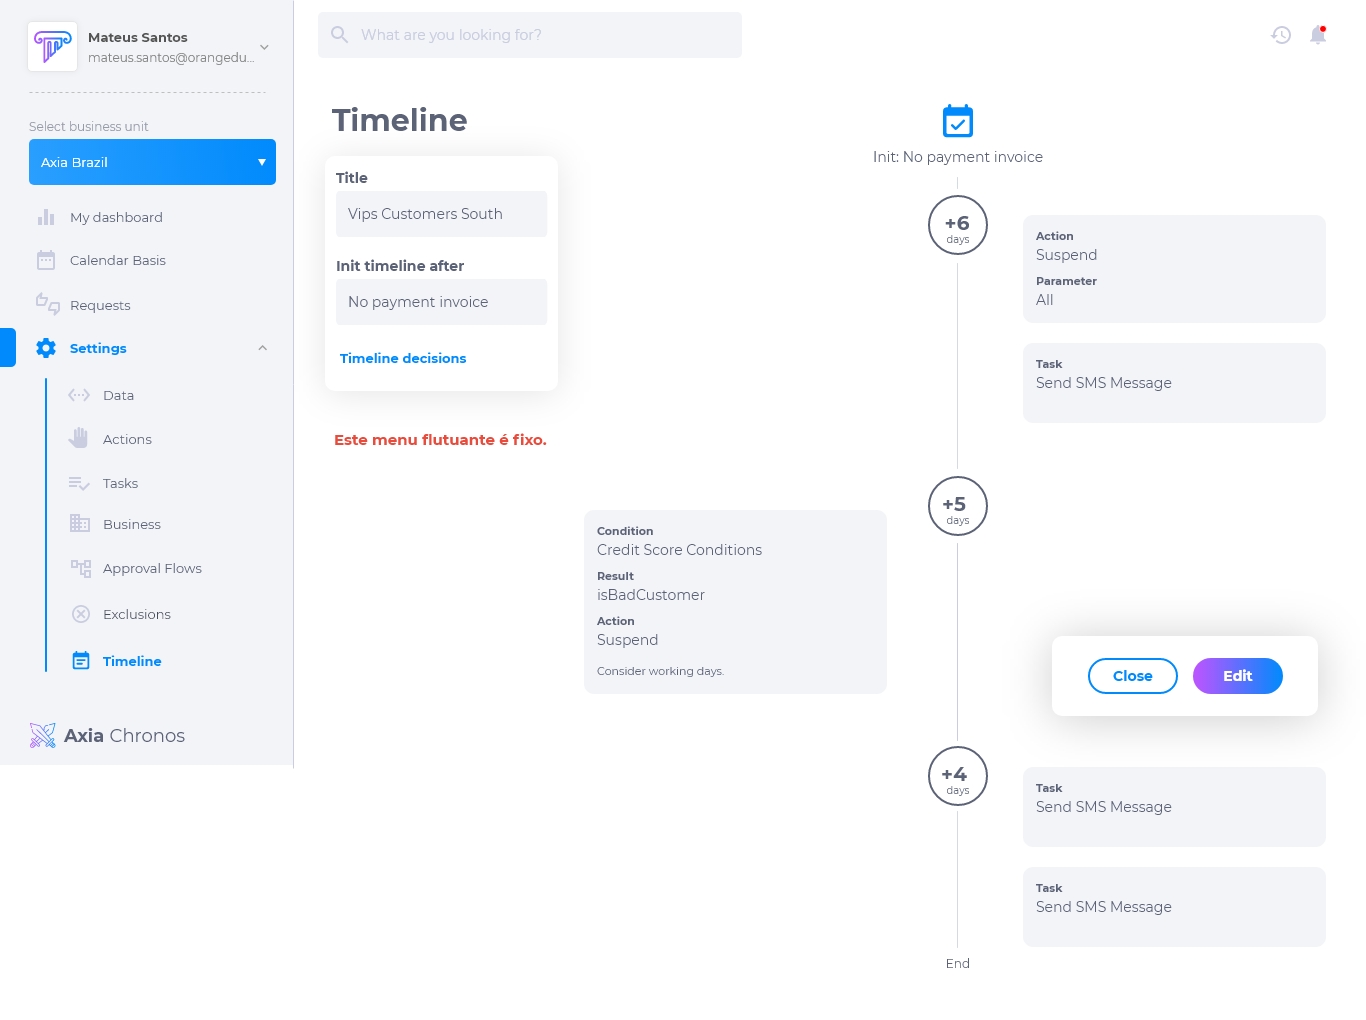 Mateus Santos
mateus.santos@orangedu...
Select business unit
Axia Brazil
My dashboard
Calendar Basis
Requests
Settings
Data
Actions
Tasks
Business
Approval Flows
Exclusions
Timeline
Axia Chronos
What are you looking for?
Timeline
Title
Vips Customers South
Init timeline after
No payment invoice
Timeline decisions
Este menu flutuante é fixo.
Init: No payment invoice
+6
days
Action
Suspend
Parameter
All
Task
Send SMS Message
+5
days
Condition
Credit Score Conditions
Result
isBadCustomer
Action
Suspend
Consider working days.
Close
Edit
+4
days
Task
Send SMS Message
Task
Send SMS Message
End